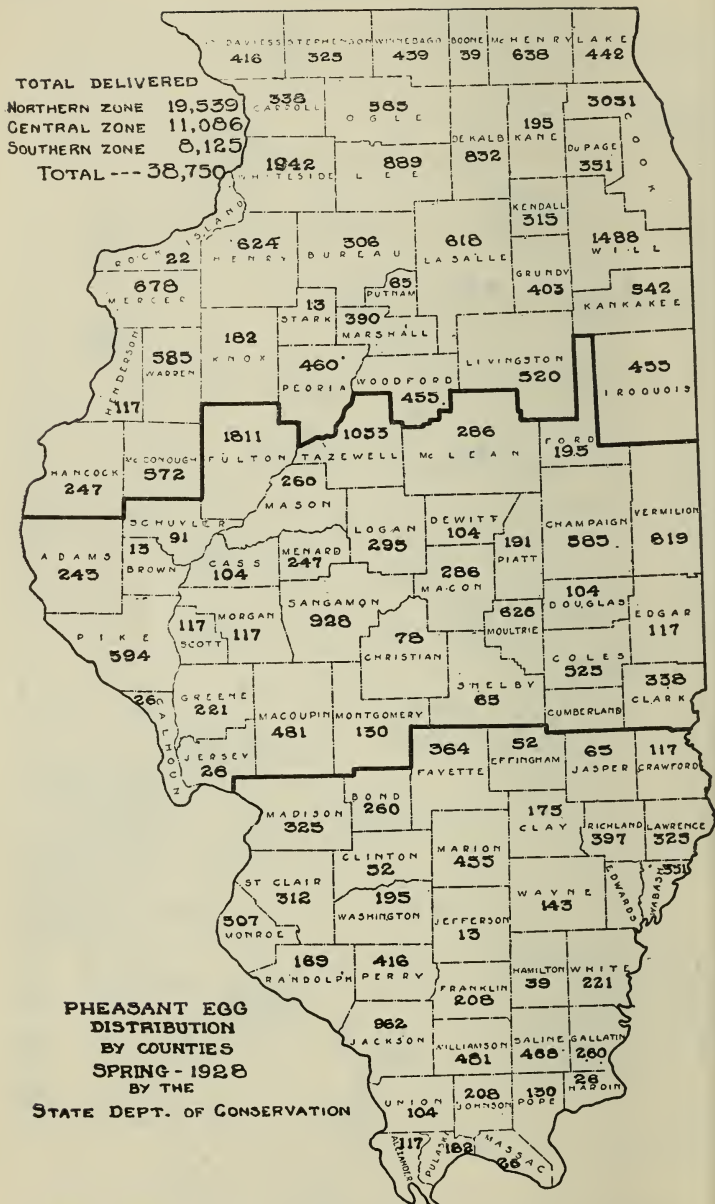 JO DAVIESS STEPHENSON WINNEBAGO BOONE McHENRY LAKE
416 325 439 39 638 442
TOTAL DELIVERED
NORTHERN ZONE 19,539
CENTRAL ZONE 11,086
SOUTHERN ZONE 8,125
TOTAL --- 38,750
338
CARROLL
585
OGLE
DEKALB
832
195
KANE
3031
COOK
DU PAGE
351
1942
WHITESIDE
889
LEE
KENDALL
315
ROCK ISLAND
22
624
HENRY
306
BUREAU
618
LASALLE
GRUNDY
403
1488
WILL
678
MERCER
13
STARK
65
PUTNAM
390
MARSHALL
542
KANKAKEE
HENDERSON
117
585
WARREN
182
KNOX
460
PEORIA
WOODFORD
455
LIVINGSTON
520
455
IROQUOIS
HANCOCK
247
McDONOUGH
572
1811
FULTON
1033
TAZEWELL
286
McLEAN
FORD
195
SCHUYLER
91
260
MASON
ADAMS
243
13
BROWN
CASS
104
MENARD
247
LOGAN
295
DEWITT
104
191
PIATT
CHAMPAIGN
585
VERMILION
819
PIKE
594
117
SCOTT
MORGAN
117
SANGAMON
928
286
MACON
626
MOULTRIE
104
DOUGLAS
EDGAR
117
78
CHRISTIAN
COLES
525
26
CALHOUN
GREENE
221
MACOUPIN
481
MONTGOMERY
130
SHELBY
65
CUMBERLAND
338
CLARK
JERSEY
26
364
FAYETTE
52
EFFINGHAM
65
JASPER
117
CRAWFORD
MADISON
325
BOND
260
175
CLAY
RICHLAND
397
LAWRENCE
325
CLINTON
52
MARION
455
EDWARDS
351
WABASH
ST CLAIR
312
195
WASHINGTON
JEFFERSON
13
WAYNE
143
507
MONROE
169
RANDOLPH
416
PERRY
FRANKLIN
208
HAMILTON
39
WHITE
221
962
JACKSON
WILLIAMSON
481
SALINE
468
GALLATIN
260
PHEASANT EGG
DISTRIBUTION
BY COUNTIES
SPRING - 1928
BY THE
STATE DEPT. OF CONSERVATION
UNION
104
208
JOHNSON
130
POPE
26
HARDIN
ALEXANDER
117
PULASKI
182
MASSAC
26